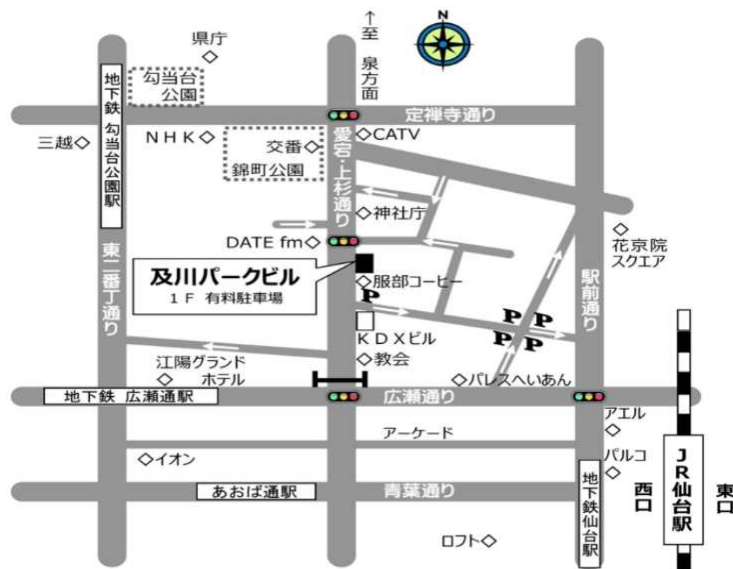 ↑至 泉方面
N
県庁
勾当台
公園
地下鉄 勾当台公園駅
定禅寺通り
三越
NHK
交番
錦町公園
CATV
愛宕・上杉通り
神社庁
DATE fm
花京院
スクエア
及川パークビル
1F 有料駐車場
服部コーヒー
東二番丁通り
駅前通り
P
P
P
P
P
KDXビル
教会
江陽グランド
ホテル
パレスへいあん
地下鉄 広瀬通駅
広瀬通り
アエル
アーケード
パルコ
イオン
あおば通駅
青葉通り
地下鉄仙台駅
西口
JR仙台駅
東口
ロフト